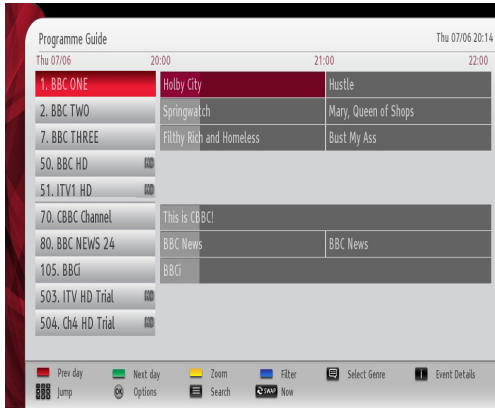 Programme Guide Thu 07/06 20:14
Thu 07/06 20:00 21:00 22:00
1. BBC ONE Holby City Hustle
2. BBC TWO Springwatch Mary, Queen of Shops
7. BBC THREE Filthy Rich and Homeless Bust My Ass
50. BBC HD HD
51. ITV1 HD HD
70. CBBC Channel This is CBBC!
80. BBC NEWS 24 BBC News BBC News
105. BBCi BBCi
503. ITV HD Trial HD
504. Ch4 HD Trial HD
Prev day Next day Zoom Filter Select Genre i Event Details
Jump OK Options Search SWAP Now